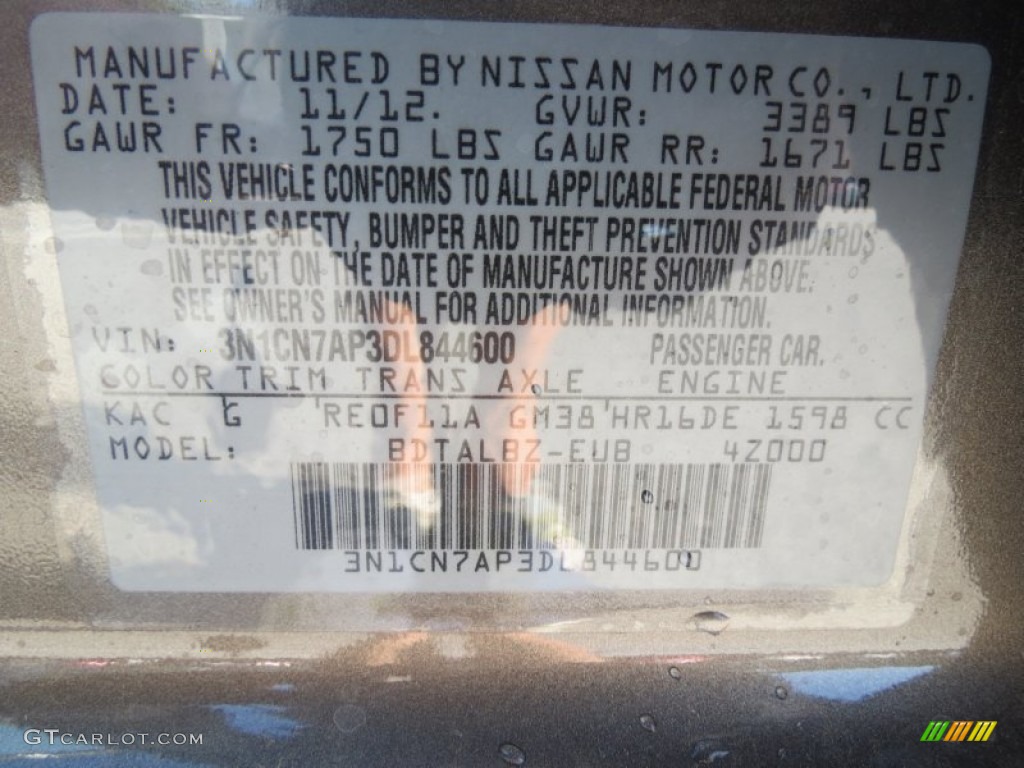 MANUFACTURED BY NISSAN MOTOR CO., LTD.
DATE: 11/12. GVWR: 3389 LBS
GAWR FR: 1750 LBS GAWR RR: 1671 LBS
THIS VEHICLE CONFORMS TO ALL APPLICABLE FEDERAL MOTOR
VEHICLE SAFETY, BUMPER AND THEFT PREVENTION STANDARDS
IN EFFECT ON THE DATE OF MANUFACTURE SHOWN ABOVE.
SEE OWNER'S MANUAL FOR ADDITIONAL INFORMATION.
VIN: 3N1CN7AP3DL844600 PASSENGER CAR.
COLOR TRIM TRANS AXLE ENGINE
KAC G RE0F11A GM38 HR16DE 1598 CC
MODEL: BDTALBZ-EUB 4Z000
3N1CN7AP3DL844600
GTCARLOT.COM